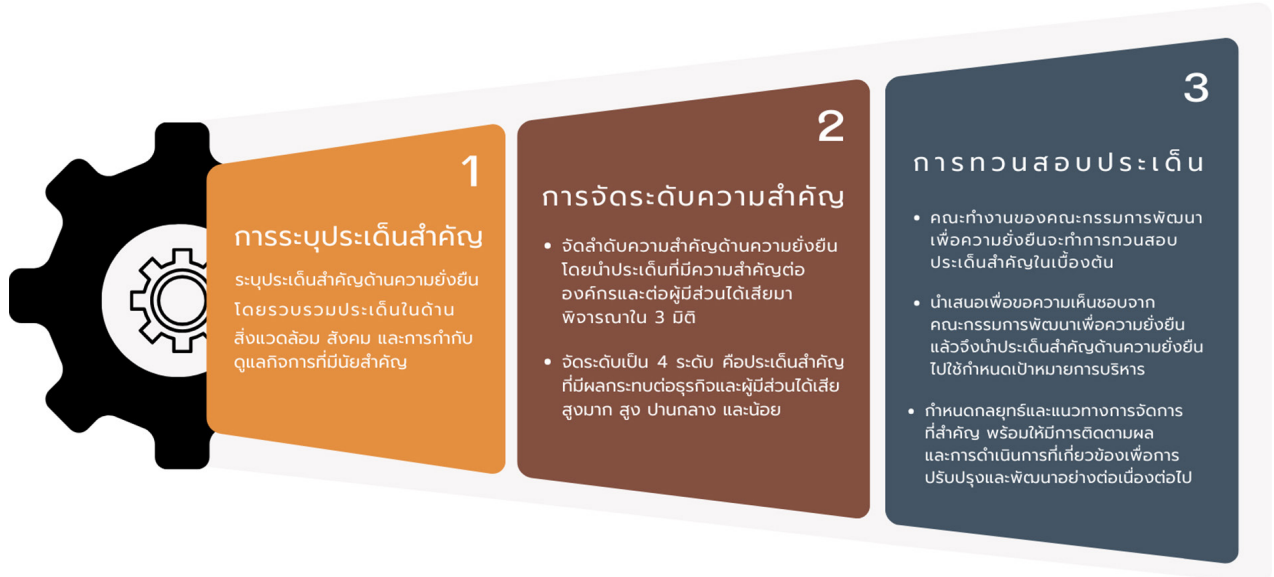 1
การระบุประเด็นสำคัญ
ระบุประเด็นสำคัญด้านความยั่งยืน
โดยรวบรวมประเด็นในด้าน
สิ่งแวดล้อม สังคม และการกำกับ
ดูแลกิจการที่มีนัยสำคัญ
2
การจัดระดับความสำคัญ
• จัดลำดับความสำคัญด้านความยั่งยืน
โดยนำประเด็นที่มีความสำคัญต่อ
องค์กรและต่อผู้มีส่วนได้เสียมา
พิจารณาใน 3 มิติ
• จัดระดับเป็น 4 ระดับ คือประเด็นสำคัญ
ที่มีผลกระทบต่อธุรกิจและผู้มีส่วนได้เสีย
สูงมาก สูง ปานกลาง และน้อย
3
การทวนสอบประเด็น
• คณะทำงานของคณะกรรมการพัฒนา
เพื่อความยั่งยืนจะทำการทวนสอบ
ประเด็นสำคัญในเบื้องต้น
• นำเสนอเพื่อขอความเห็นชอบจาก
คณะกรรมการพัฒนาเพื่อความยั่งยืน
แล้วจึงนำประเด็นสำคัญด้านความยั่งยืน
ไปใช้กำหนดเป้าหมายการบริหาร
• กำหนดกลยุทธ์และแนวทางการจัดการ
ที่สำคัญ พร้อมให้มีการติดตามผล
และการดำเนินการที่เกี่ยวข้องเพื่อการ
ปรับปรุงและพัฒนาอย่างต่อเนื่องต่อไป